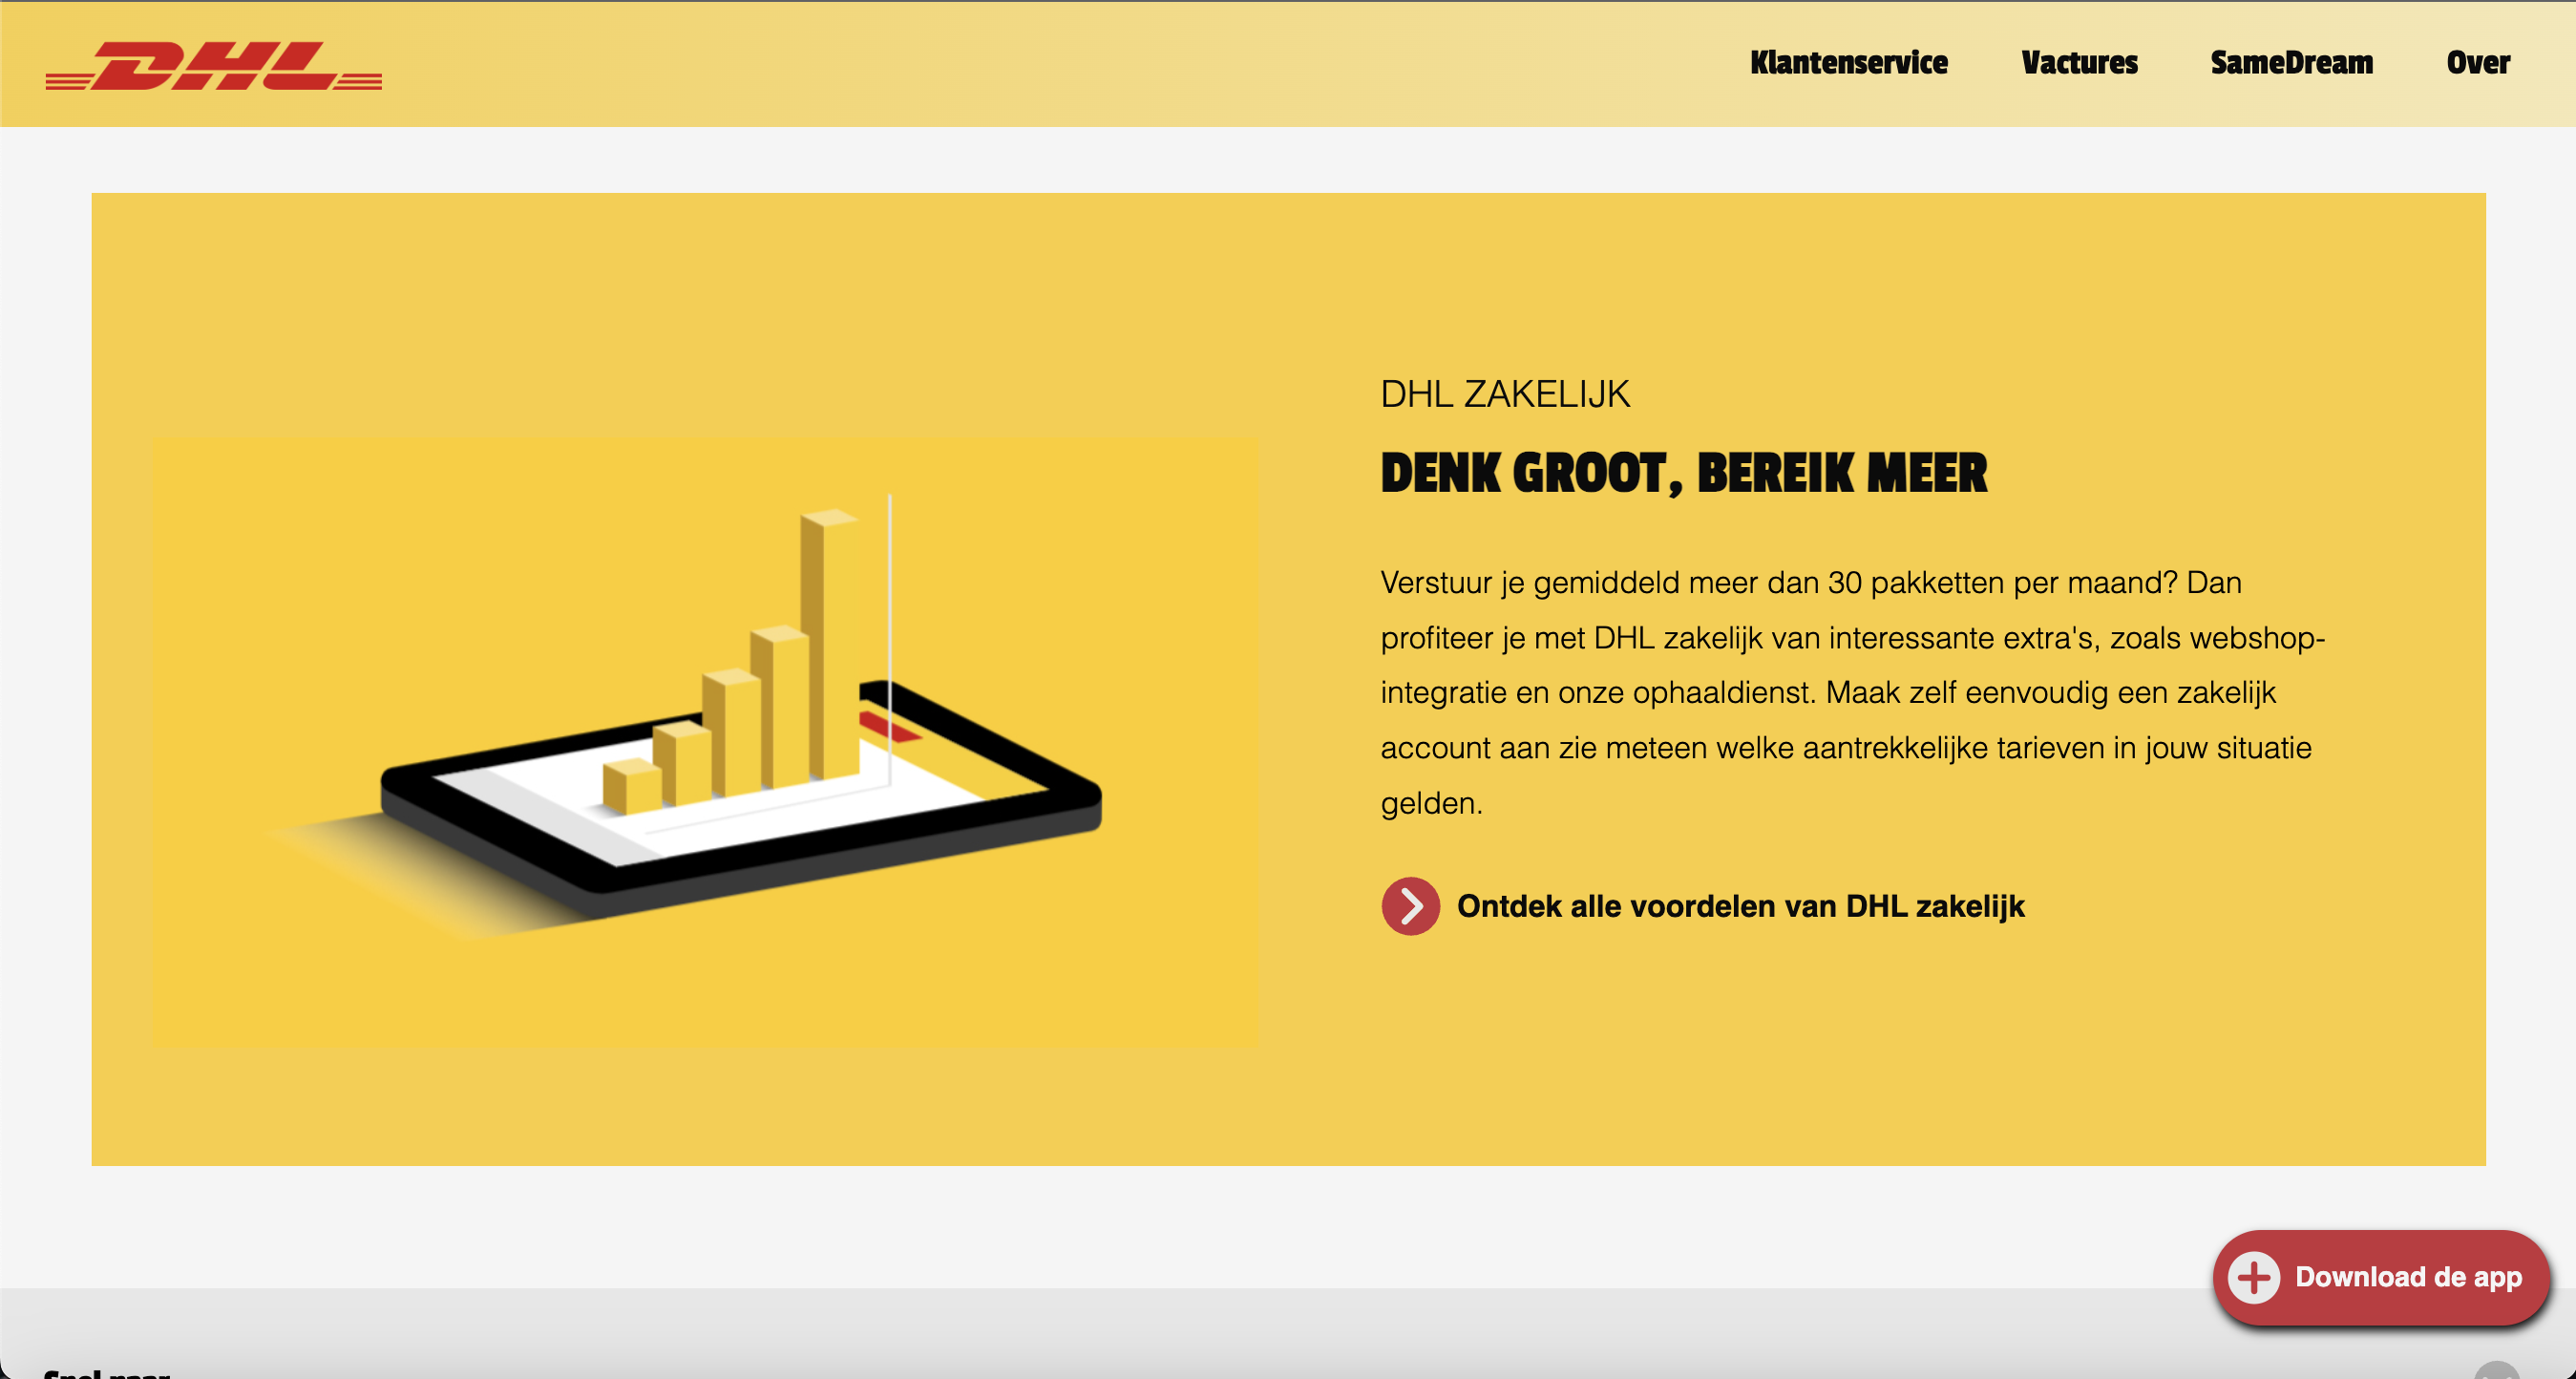 DHL
Klantenservice
Vactures
SameDream
Over
DHL ZAKELIJK
DENK GROOT, BEREIK MEER
Verstuur je gemiddeld meer dan 30 pakketten per maand? Dan
profiteer je met DHL zakelijk van interessante extra's, zoals webshop-
integratie en onze ophaaldienst. Maak zelf eenvoudig een zakelijk
account aan zie meteen welke aantrekkelijke tarieven in jouw situatie
gelden.
Ontdek alle voordelen van DHL zakelijk
Download de app
Snel naar